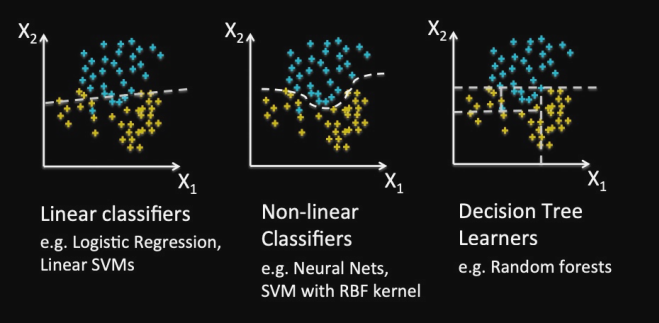 X2
X1
Linear classifiers
e.g. Logistic Regression,
Linear SVMs
X2
X1
Non-linear
Classifiers
e.g. Neural Nets,
SVM with RBF kernel
X2
X1
Decision Tree
Learners
e.g. Random forests